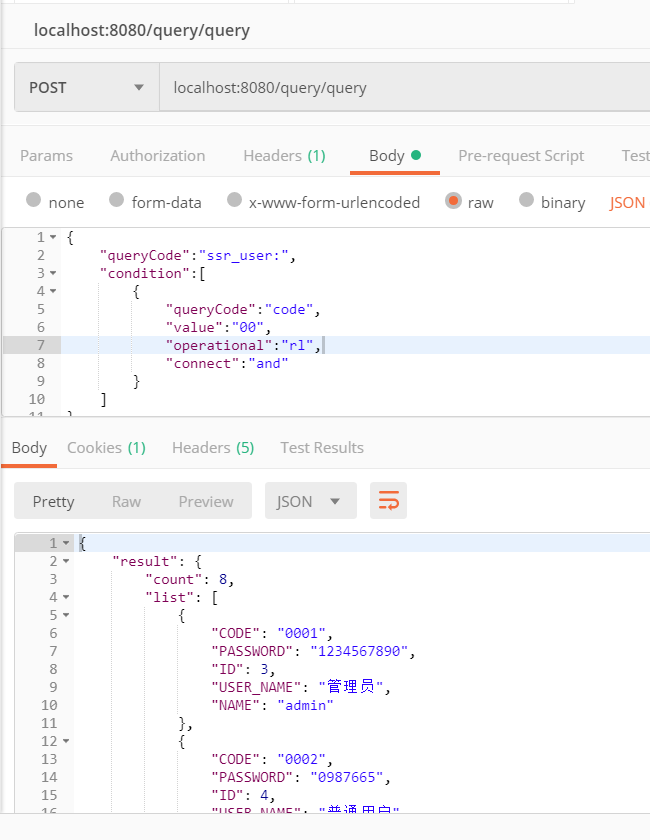 localhost:8080/query/query
POST localhost:8080/query/query
Params Authorization Headers (1) Body Pre-request Script Test
none form-data x-www-form-urlencoded raw binary JSON
1 {
2 "queryCode":"ssr_user:",
3 "condition":[
4 {
5 "queryCode":"code",
6 "value":"00",
7 "operational":"rl",
8 "connect":"and"
9 }
10 ]
11 }
Body Cookies (1) Headers (5) Test Results
Pretty Raw Preview JSON
1 {
2 "result": {
3 "count": 8,
4 "list": [
5 {
6 "CODE": "0001",
7 "PASSWORD": "1234567890",
8 "ID": 3,
9 "USER_NAME": "管理员",
10 "NAME": "admin"
11 },
12 {
13 "CODE": "0002",
14 "PASSWORD": "0987665",
15 "ID": 4,
16 "USER_NAME": "普通用户"